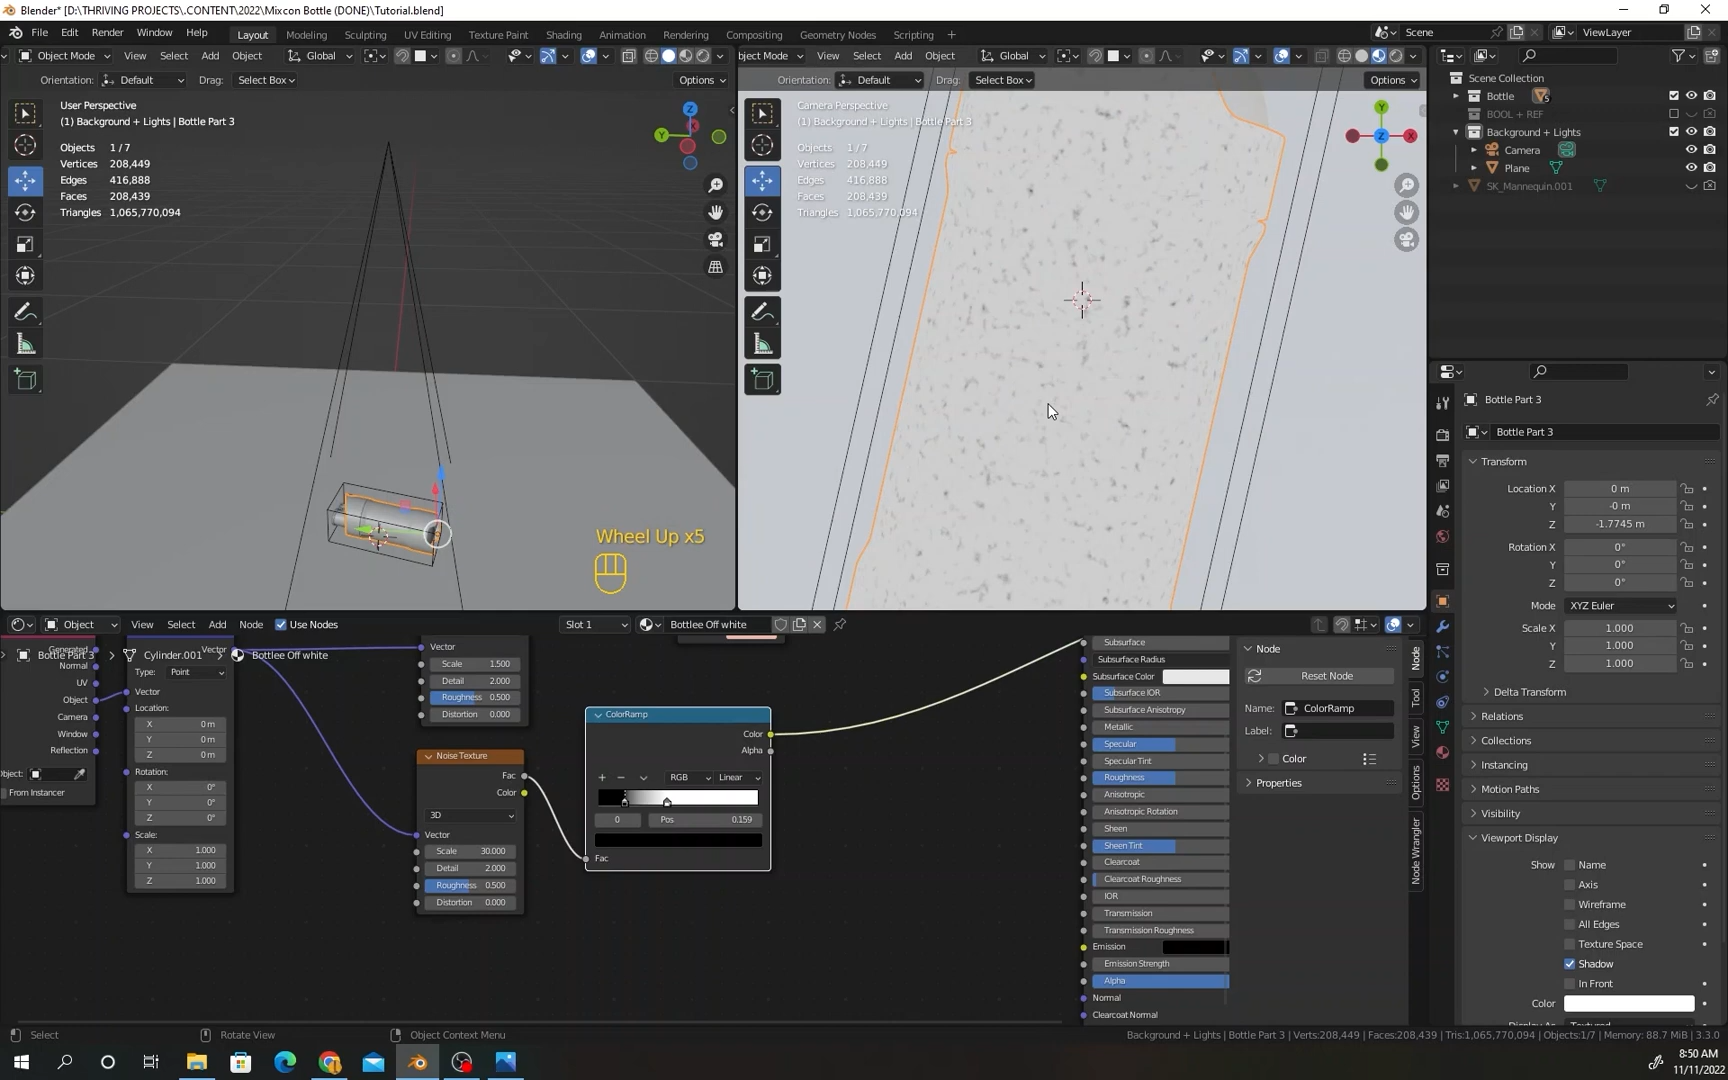 Blender* [D:\THRIVING PROJECTS\.CONTENT\2022\Mixcon Bottle (DONE)\Tutorial.blend]
File Edit Render Window Help Layout Modeling Sculpting UV Editing Texture Paint Shading Animation Rendering Compositing Geometry Nodes Scripting + Scene ViewLayer
Object Mode View Select Add Object Global
bject Mode View Select Add Object Global
Orientation: Default Drag: Select Box Options
Orientation: Default Drag: Select Box Options
User Perspective
(1) Background + Lights | Bottle Part 3
Objects 1/7
Vertices 208,449
Edges 416,888
Faces 208,439
Triangles 1,065,770,094
Z
Y
Wheel Up x5
Camera Perspective
(1) Background + Lights | Bottle Part 3
Objects 1/7
Vertices 208,449
Edges 416,888
Faces 208,439
Triangles 1,065,770,094
Y
Z
X
Scene Collection
Bottle 5
BOOL + REF
Background + Lights
Camera
Plane
SK_Mannequin.001
Bottle Part 3
Bottle Part 3
Transform
Location X 0 m
Y -0 m
Z -1.7745 m
Rotation X 0°
Y 0°
Z 0°
Mode XYZ Euler
Scale X 1.000
Y 1.000
Z 1.000
Delta Transform
Relations
Collections
Instancing
Motion Paths
Visibility
Viewport Display
Show Name
Axis
Wireframe
All Edges
Texture Space
Shadow
In Front
Color
Object View Select Add Node Use Nodes Slot 1 Bottlee Off white
Generated
Bottle Part 3 Cylinder.001 Bottlee Off white
Normal
UV
Object
Camera
Window
Reflection
bject:
From Instancer
Vector
Type: Point
Vector
Location:
X 0 m
Y 0 m
Z 0 m
Rotation:
X 0°
Y 0°
Z 0°
Scale:
X 1.000
Y 1.000
Z 1.000
Vector
Scale 1.500
Detail 2.000
Roughness 0.500
Distortion 0.000
Noise Texture
Fac
Color
3D
Vector
Scale 30.000
Detail 2.000
Roughness 0.500
Distortion 0.000
ColorRamp
Color
Alpha
+ − RGB Linear
0 Pos 0.159
Fac
Subsurface
Subsurface Radius
Subsurface Color
Subsurface IOR
Subsurface Anisotropy
Metallic
Specular
Specular Tint
Roughness
Anisotropic
Anisotropic Rotation
Sheen
Sheen Tint
Clearcoat
Clearcoat Roughness
IOR
Transmission
Transmission Roughness
Emission
Emission Strength
Alpha
Normal
Clearcoat Normal
Node
Reset Node
Name: ColorRamp
Label:
Color
Properties
Node
Tool
View
Options
Node Wrangler
Select Rotate View Object Context Menu
Background + Lights | Bottle Part 3 | Verts:208,449 | Faces:208,439 | Tris:1,065,770,094 | Objects:1/7 | Memory: 88.7 MiB | 3.3.0
8:50 AM
11/11/2022